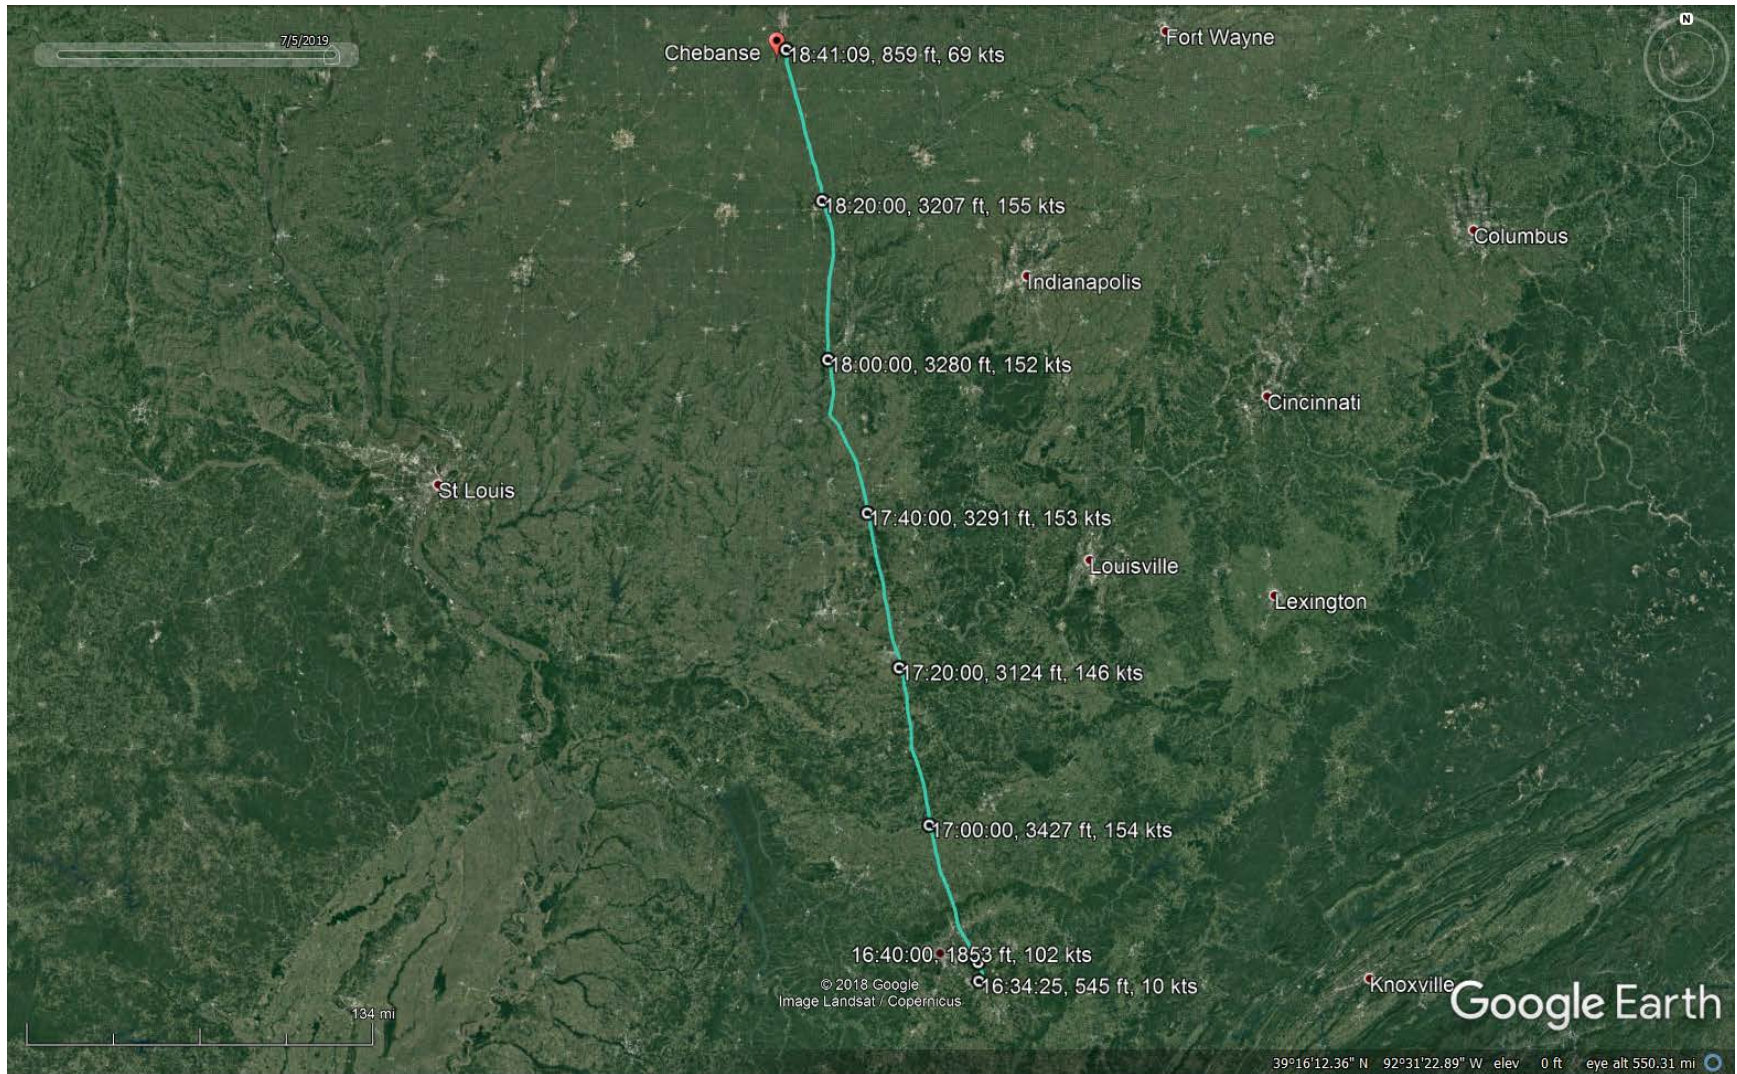 N
7/5/2019
Fort Wayne
Chebanse
18:41:09, 859 ft, 69 kts
18:20:00, 3207 ft, 155 kts
Columbus
Indianapolis
18:00:00, 3280 ft, 152 kts
Cincinnati
St Louis
17:40:00, 3291 ft, 153 kts
Louisville
Lexington
17:20:00, 3124 ft, 146 kts
17:00:00, 3427 ft, 154 kts
16:40:00, 1853 ft, 102 kts
16:34:25, 545 ft, 10 kts
Knoxville
© 2018 Google
Image Landsat / Copernicus
Google Earth
134 mi
39°16'12.36" N 92°31'22.89" W elev 0 ft eye alt 550.31 mi